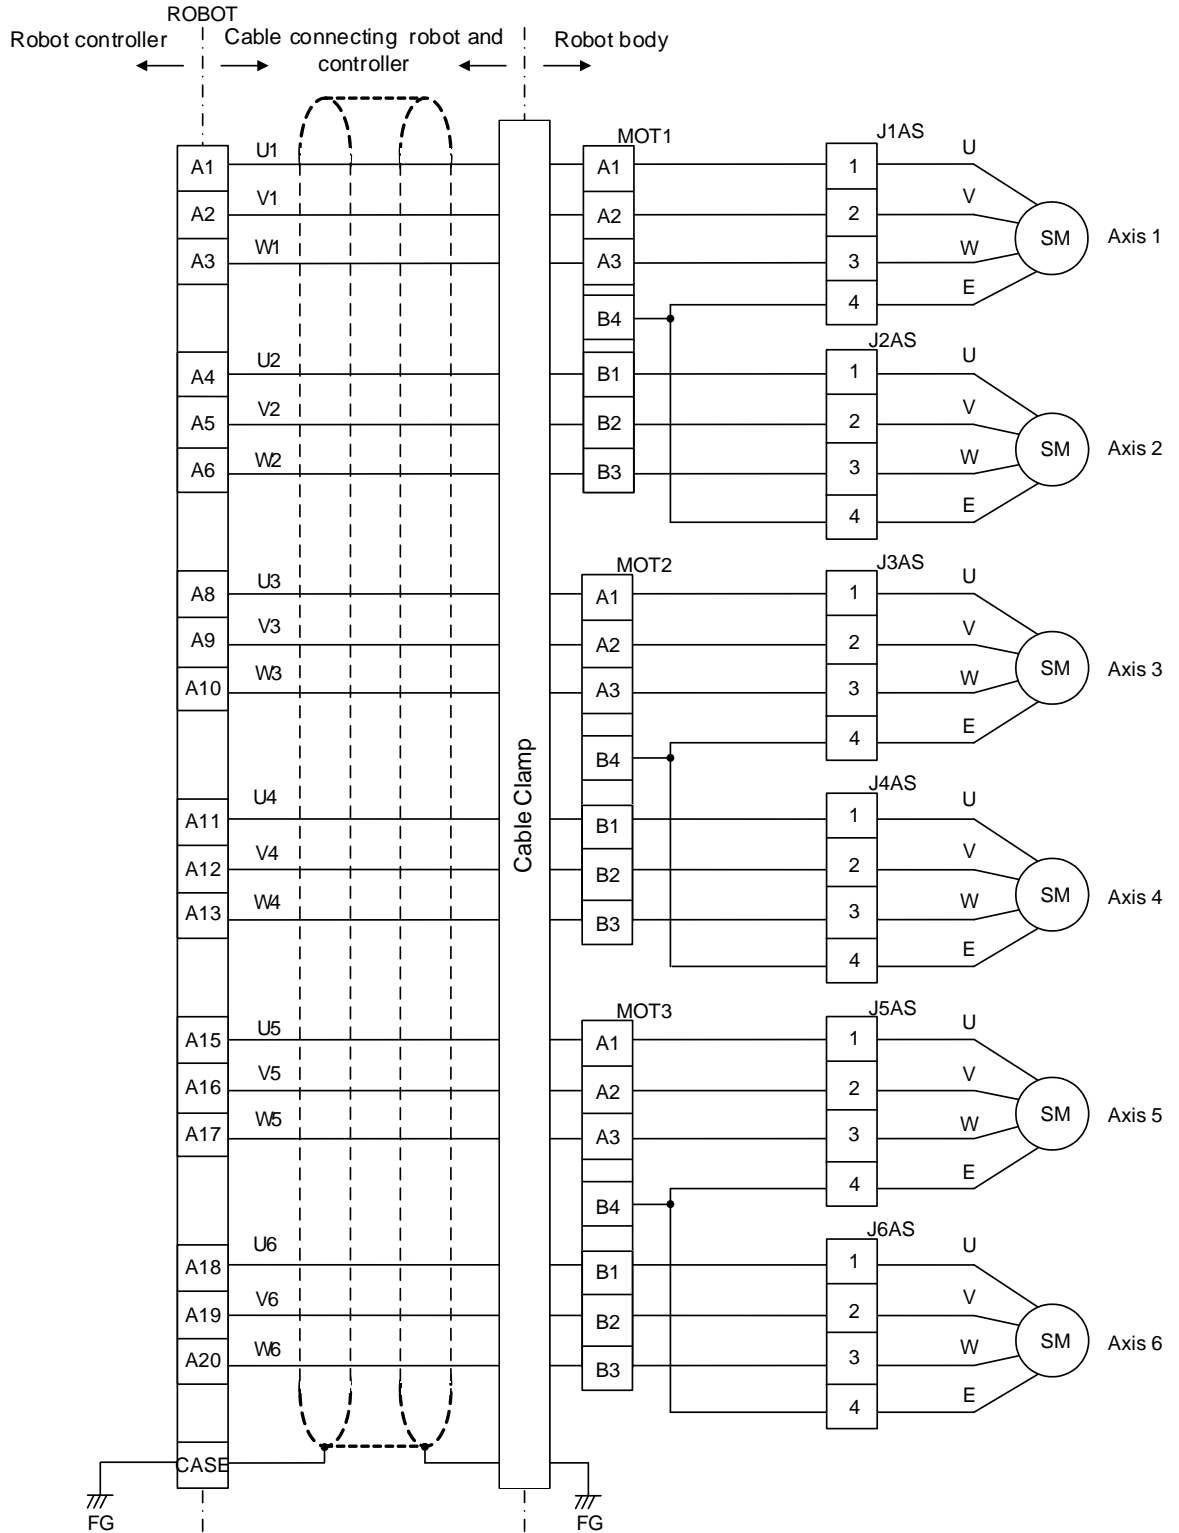 ROBOT
Robot controller
Cable connecting robot and
controller
Robot body
MOT1
J1AS
A1 U1 A1 1 U
A2 V1 A2 2 V
SM Axis 1
A3 W1 A3 3 W
4 E
B4
J2AS
A4 U2 B1 1 U
A5 V2 B2 2 V
SM Axis 2
A6 W2 B3 3 W
4 E
MOT2
J3AS
A8 U3 A1 1 U
A9 V3 A2 2 V
SM Axis 3
A10 W3 A3 3 W
4 E
B4
Cable Clamp
J4AS
A11 U4 B1 1 U
A12 V4 B2 2 V
SM Axis 4
A13 W4 B3 3 W
4 E
MOT3
J5AS
A15 U5 A1 1 U
A16 V5 A2 2 V
SM Axis 5
A17 W5 A3 3 W
4 E
B4
J6AS
A18 U6 B1 1 U
A19 V6 B2 2 V
SM Axis 6
A20 W6 B3 3 W
4 E
CASE
FG
FG